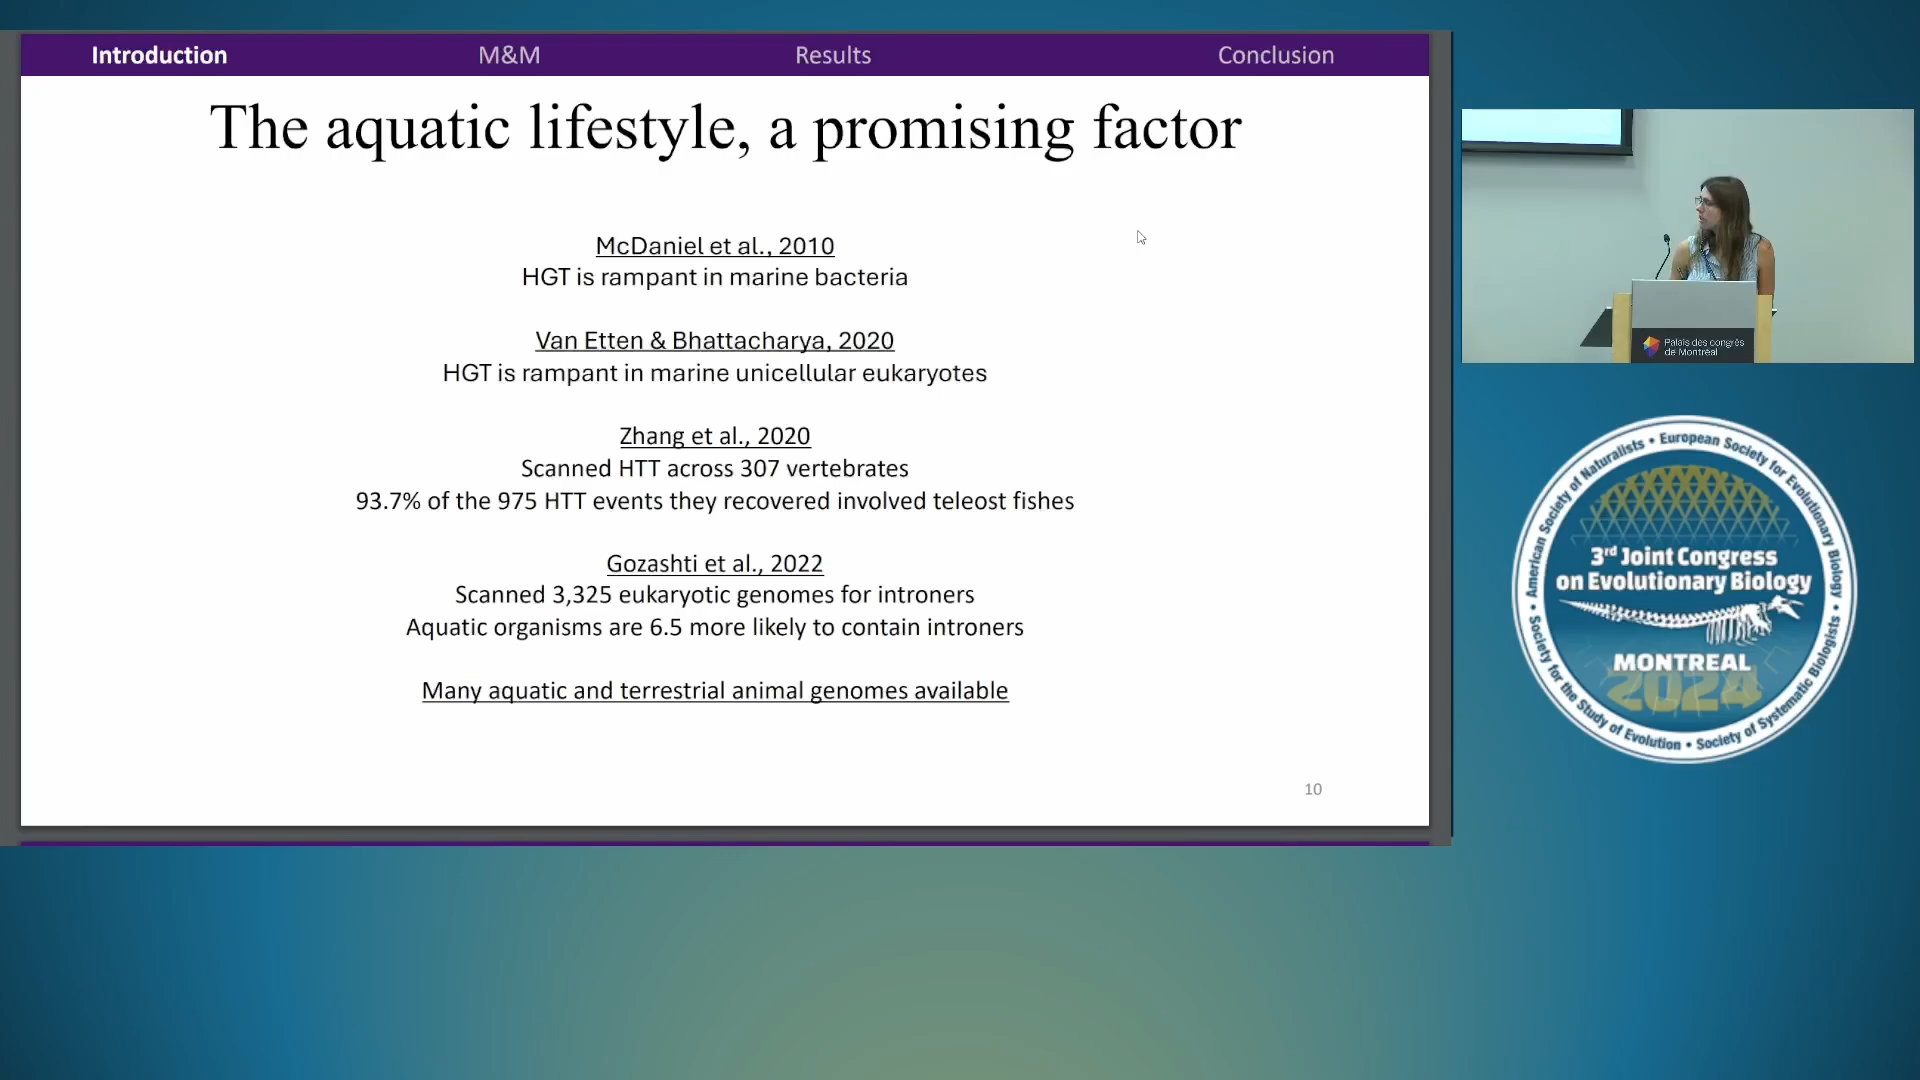 Introduction
M&M
Results
Conclusion
The aquatic lifestyle, a promising factor
McDaniel et al., 2010
HGT is rampant in marine bacteria
Van Etten & Bhattacharya, 2020
HGT is rampant in marine unicellular eukaryotes
Zhang et al., 2020
Scanned HTT across 307 vertebrates
93.7% of the 975 HTT events they recovered involved teleost fishes
Gozashti et al., 2022
Scanned 3,325 eukaryotic genomes for introners
Aquatic organisms are 6.5 more likely to contain introners
Many aquatic and terrestrial animal genomes available
10
Palais des congrès
de Montréal
American Society of Naturalists • European Society for Evolutionary Biology •
3rd Joint Congress
on Evolutionary Biology
MONTREAL
2024
• Society for the Study of Evolution • Society of Systematic Biologists •